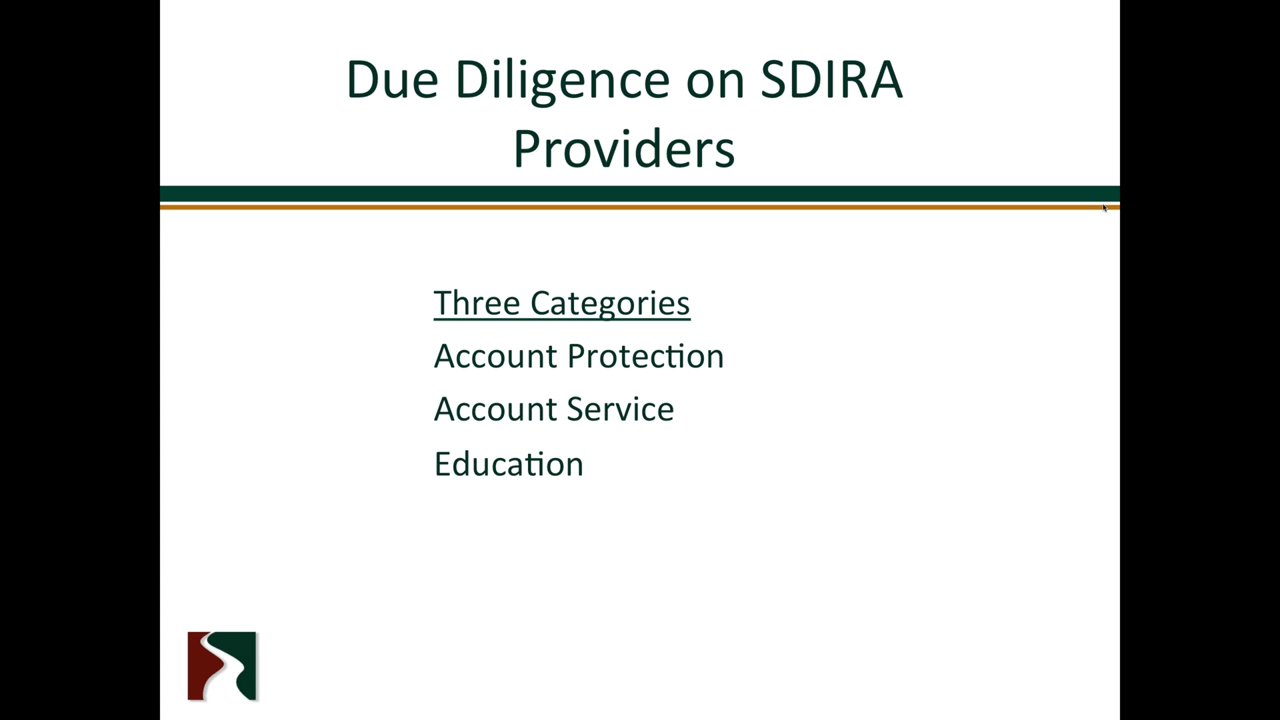 Due Diligence on SDIRA
Providers
Three Categories
Account Protection
Account Service
Education